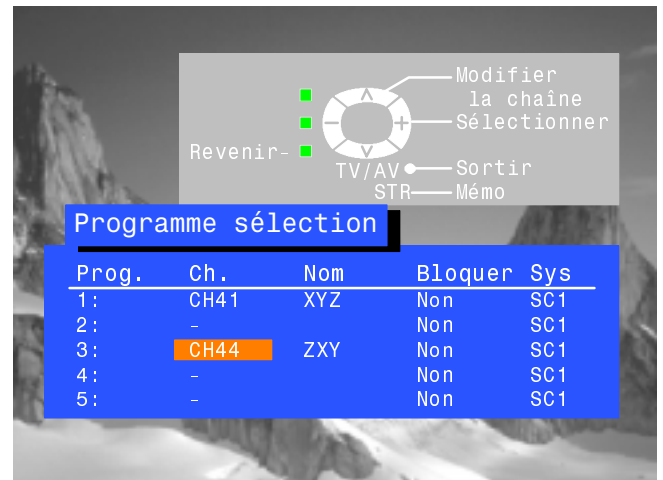 Modifier
la chaîne
Sélectionner
Revenir-
TV/AV Sortir
STR Mémo
Programme sélection
Prog. Ch. Nom Bloquer Sys
1: CH41 XYZ Non SC1
2: - Non SC1
3: CH44 ZXY Non SC1
4: - Non SC1
5: - Non SC1